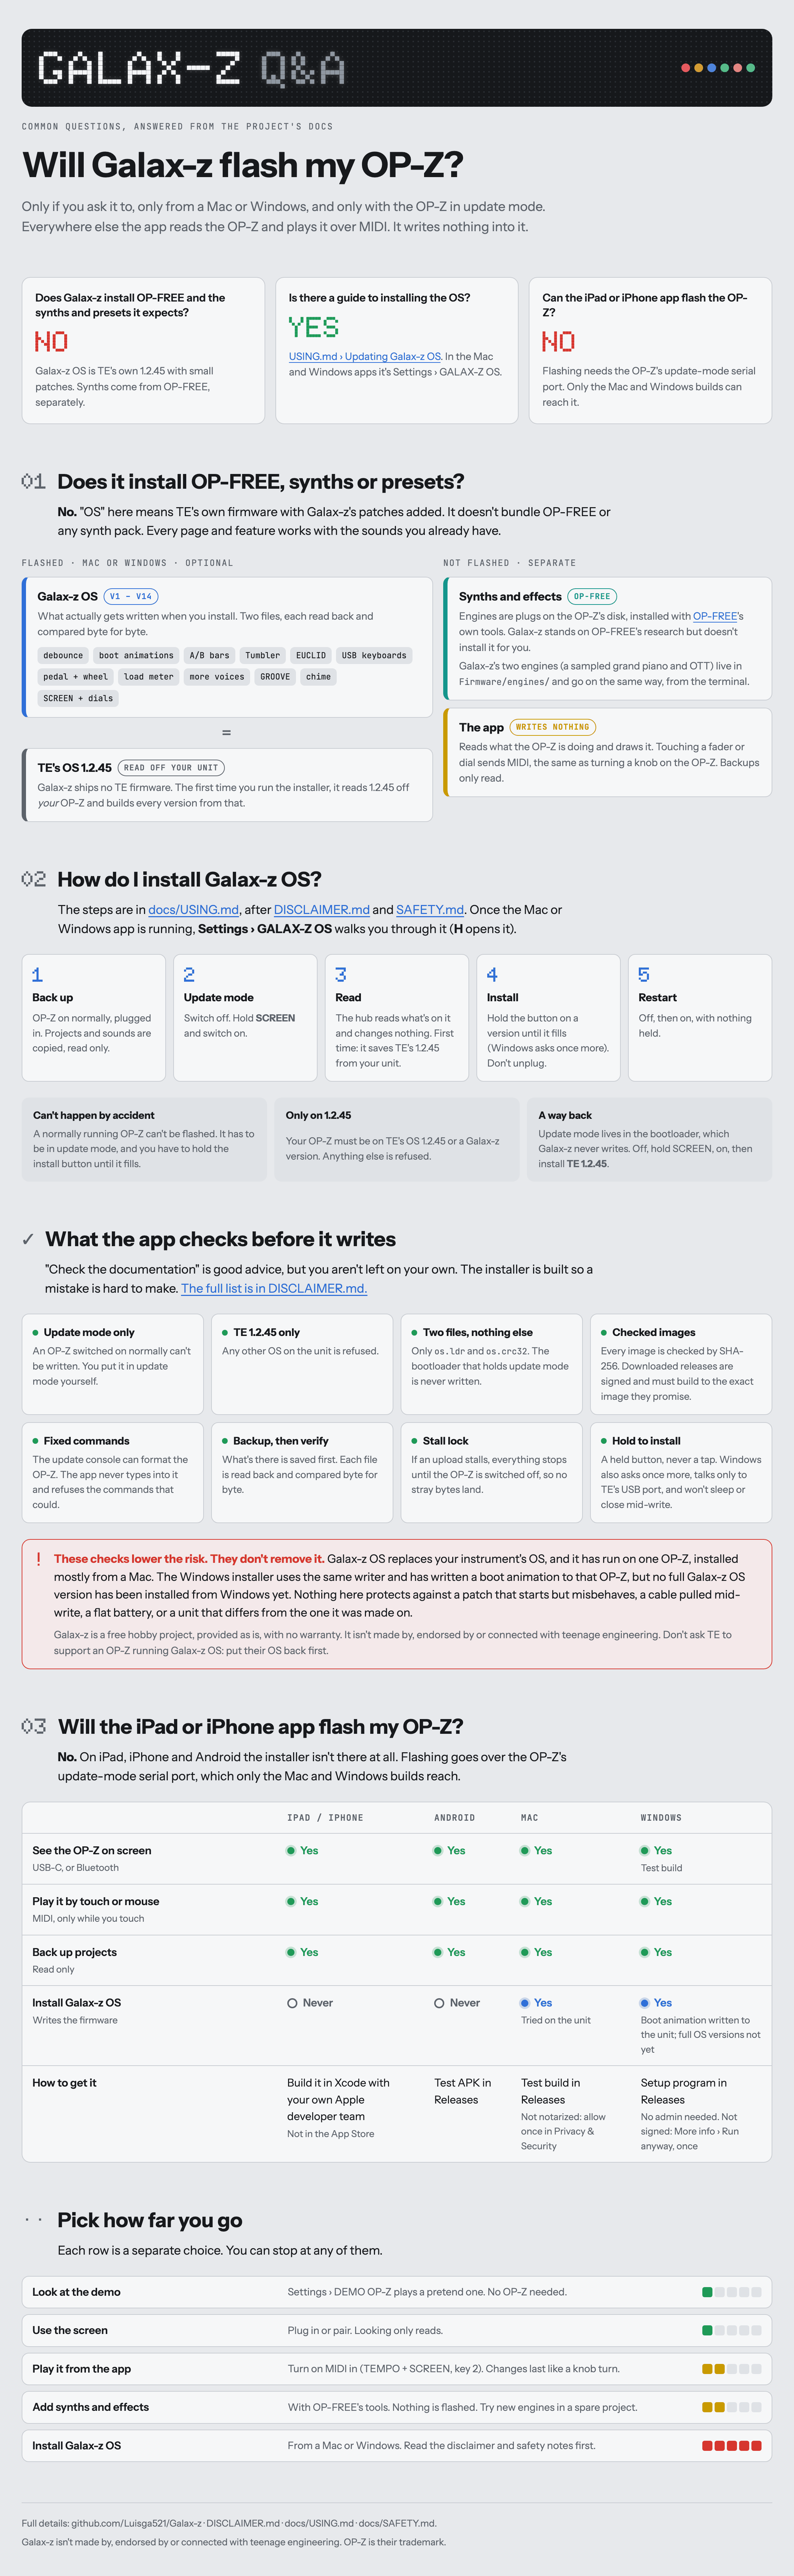 GALAX-Z Q&A
COMMON QUESTIONS, ANSWERED FROM THE PROJECT'S DOCS
Will Galax-z flash my OP-Z?
Only if you ask it to, only from a Mac or Windows, and only with the OP-Z in update mode.
Everywhere else the app reads the OP-Z and plays it over MIDI. It writes nothing into it.
Does Galax-z install OP-FREE and the
synths and presets it expects?
NO
Galax-z OS is TE's own 1.2.45 with small
patches. Synths come from OP-FREE,
separately.
Is there a guide to installing the OS?
YES
USING.md › Updating Galax-z OS. In the Mac
and Windows apps it's Settings › GALAX-Z OS.
Can the iPad or iPhone app flash the OP-
Z?
NO
Flashing needs the OP-Z's update-mode serial
port. Only the Mac and Windows builds can
reach it.
01 Does it install OP-FREE, synths or presets?
No. "OS" here means TE's own firmware with Galax-z's patches added. It doesn't bundle OP-FREE or
any synth pack. Every page and feature works with the sounds you already have.
FLASHED · MAC OR WINDOWS · OPTIONAL
Galax-z OS V1 – V14
What actually gets written when you install. Two files, each read back and
compared byte for byte.
debounce boot animations A/B bars Tumbler EUCLID USB keyboards
pedal + wheel load meter more voices GROOVE chime
SCREEN + dials
=
TE's OS 1.2.45 READ OFF YOUR UNIT
Galax-z ships no TE firmware. The first time you run the installer, it reads 1.2.45 off
your OP-Z and builds every version from that.
NOT FLASHED · SEPARATE
Synths and effects OP-FREE
Engines are plugs on the OP-Z's disk, installed with OP-FREE's
own tools. Galax-z stands on OP-FREE's research but doesn't
install it for you.
Galax-z's two engines (a sampled grand piano and OTT) live in
Firmware/engines/ and go on the same way, from the terminal.
The app WRITES NOTHING
Reads what the OP-Z is doing and draws it. Touching a fader or
dial sends MIDI, the same as turning a knob on the OP-Z. Backups
only read.
02 How do I install Galax-z OS?
The steps are in docs/USING.md, after DISCLAIMER.md and SAFETY.md. Once the Mac or
Windows app is running, Settings › GALAX-Z OS walks you through it (H opens it).
1
Back up
OP-Z on normally, plugged
in. Projects and sounds are
copied, read only.
2
Update mode
Switch off. Hold SCREEN
and switch on.
3
Read
The hub reads what's on it
and changes nothing. First
time: it saves TE's 1.2.45
from your unit.
4
Install
Hold the button on a
version until it fills
(Windows asks once more).
Don't unplug.
5
Restart
Off, then on, with nothing
held.
Can't happen by accident
A normally running OP-Z can't be flashed. It has to
be in update mode, and you have to hold the
install button until it fills.
Only on 1.2.45
Your OP-Z must be on TE's OS 1.2.45 or a Galax-z
version. Anything else is refused.
A way back
Update mode lives in the bootloader, which
Galax-z never writes. Off, hold SCREEN, on, then
install TE 1.2.45.
✓ What the app checks before it writes
"Check the documentation" is good advice, but you aren't left on your own. The installer is built so a
mistake is hard to make. The full list is in DISCLAIMER.md.
Update mode only
An OP-Z switched on normally can't
be written. You put it in update
mode yourself.
TE 1.2.45 only
Any other OS on the unit is refused.
Two files, nothing else
Only os.ldr and os.crc32. The
bootloader that holds update mode
is never written.
Checked images
Every image is checked by SHA-
256. Downloaded releases are
signed and must build to the exact
image they promise.
Fixed commands
The update console can format the
OP-Z. The app never types into it
and refuses the commands that
could.
Backup, then verify
What's there is saved first. Each file
is read back and compared byte for
byte.
Stall lock
If an upload stalls, everything stops
until the OP-Z is switched off, so no
stray bytes land.
Hold to install
A held button, never a tap. Windows
also asks once more, talks only to
TE's USB port, and won't sleep or
close mid-write.
! These checks lower the risk. They don't remove it. Galax-z OS replaces your instrument's OS, and it has run on one OP-Z, installed
mostly from a Mac. The Windows installer uses the same writer and has written a boot animation to that OP-Z, but no full Galax-z OS
version has been installed from Windows yet. Nothing here protects against a patch that starts but misbehaves, a cable pulled mid-
write, a flat battery, or a unit that differs from the one it was made on.
Galax-z is a free hobby project, provided as is, with no warranty. It isn't made by, endorsed by or connected with teenage engineering. Don't ask TE to
support an OP-Z running Galax-z OS: put their OS back first.
03 Will the iPad or iPhone app flash my OP-Z?
No. On iPad, iPhone and Android the installer isn't there at all. Flashing goes over the OP-Z's
update-mode serial port, which only the Mac and Windows builds reach.
IPAD / IPHONE ANDROID MAC WINDOWS
See the OP-Z on screen Yes Yes Yes Yes
USB-C, or Bluetooth Test build
Play it by touch or mouse Yes Yes Yes Yes
MIDI, only while you touch
Back up projects Yes Yes Yes Yes
Read only
Install Galax-z OS Never Never Yes Yes
Writes the firmware Tried on the unit Boot animation written to
the unit; full OS versions not
yet
How to get it
Build it in Xcode with
your own Apple
developer team
Not in the App Store
Test APK in
Releases
Test build in
Releases
Not notarized: allow
once in Privacy &
Security
Setup program in
Releases
No admin needed. Not
signed: More info › Run
anyway, once
Pick how far you go
Each row is a separate choice. You can stop at any of them.
Look at the demo Settings › DEMO OP-Z plays a pretend one. No OP-Z needed.
Use the screen Plug in or pair. Looking only reads.
Play it from the app Turn on MIDI in (TEMPO + SCREEN, key 2). Changes last like a knob turn.
Add synths and effects With OP-FREE's tools. Nothing is flashed. Try new engines in a spare project.
Install Galax-z OS From a Mac or Windows. Read the disclaimer and safety notes first.
Full details: github.com/Luisga521/Galax-z · DISCLAIMER.md · docs/USING.md · docs/SAFETY.md.
Galax-z isn't made by, endorsed by or connected with teenage engineering. OP-Z is their trademark.